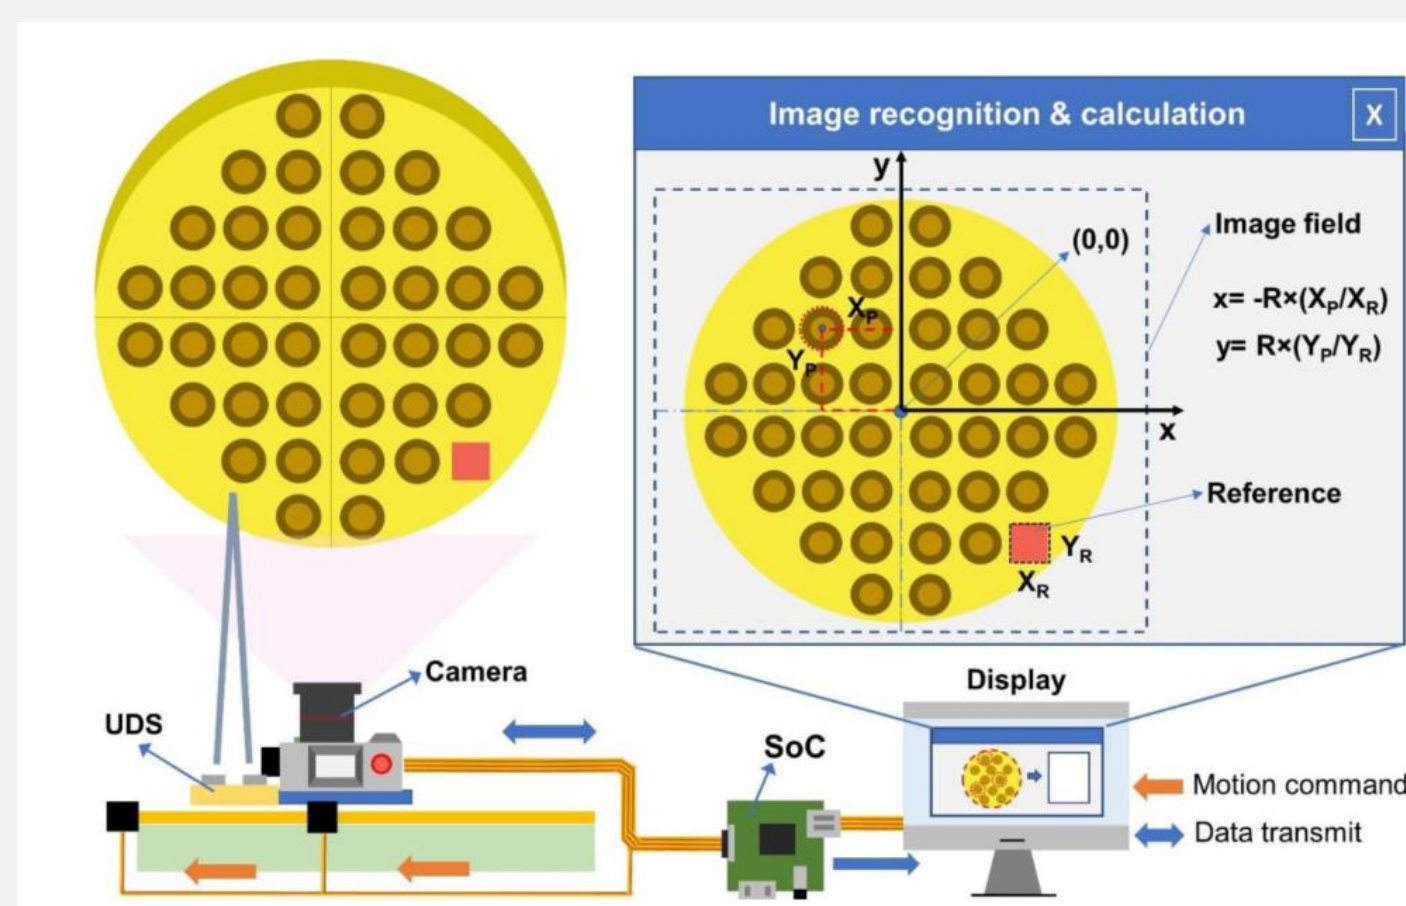 Image recognition & calculation
X
y
(0,0)
Image field
x= -R×(XP/XR)
y= R×(YP/YR)
XP
YP
x
Reference
YR
XR
Camera
UDS
SoC
Display
Motion command
Data transmit